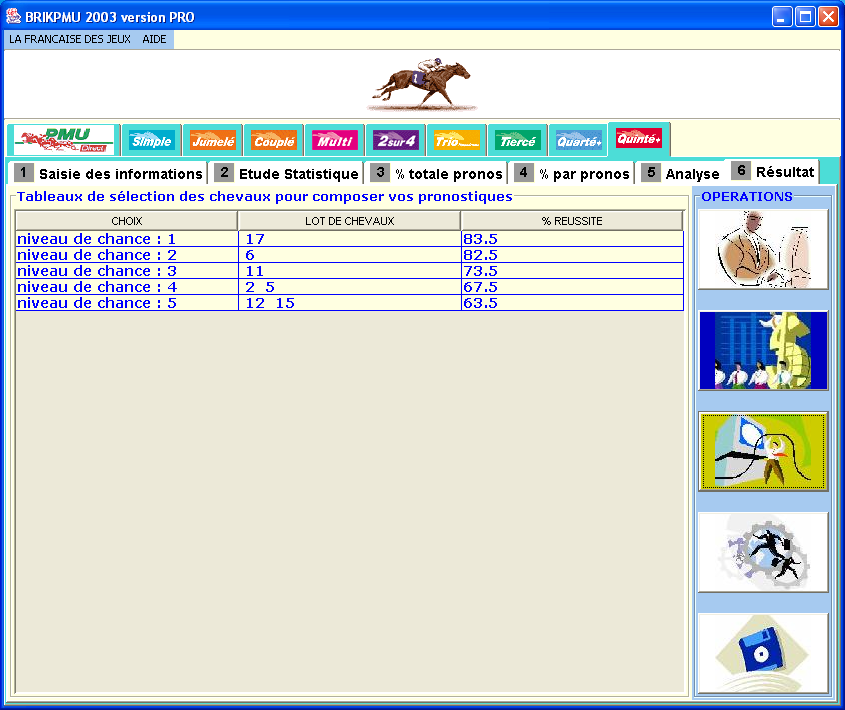 BRIKPMU 2003 version PRO
LA FRANCAISE DES JEUX AIDE
PMU Direct Simple Jumelé Couplé Multi 2sur4 Trio Tiercé Quarté+ Quinté+
1 Saisie des informations 2 Etude Statistique 3 % totale pronos 4 % par pronos 5 Analyse 6 Résultat
Tableaux de sélection des chevaux pour composer vos pronostiques
CHOIX LOT DE CHEVAUX % REUSSITE
niveau de chance : 1 17 83.5
niveau de chance : 2 6 82.5
niveau de chance : 3 11 73.5
niveau de chance : 4 2 5 67.5
niveau de chance : 5 12 15 63.5
OPERATIONS